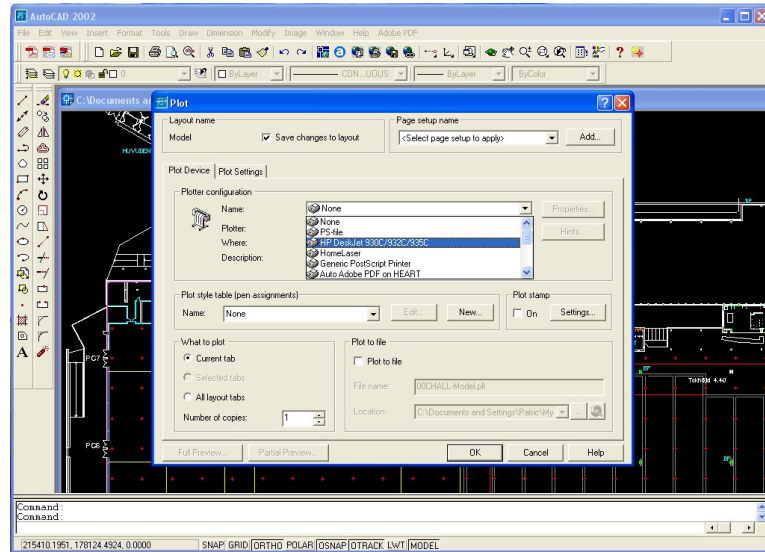 AutoCAD 2002
File Edit View Insert Format Tools Draw Dimension Modify Image Window Help Adobe PDF
0 ByLayer CON...UOUS ByLayer ByColor
C:\Documents a
Plot
Layout name
Page setup name
Model Save changes to layout <Select page setup to apply> Add...
Plot Device Plot Settings
Plotter configuration
Name: None Properties...
None
Plotter: PS-file Hints...
Where: HP DeskJet 930C/932C/935C
HomeLaser
Description: Generic PostScript Printer
Auto Adobe PDF on HEART
Plot style table (pen assignments) Plot stamp
Name: None Edit... New... On Settings...
What to plot Plot to file
Current tab Plot to file
Selected tabs File name: 00CHALL-Model.plt
All layout tabs
Number of copies: 1 Location: C:\Documents and Settings\Patric\My ...
Full Preview... Partial Preview... OK Cancel Help
HUVUDEN
PC7
PC6
BP
BP
BP
Command:
Command:
215410.1951, 178124.4924, 0.0000 SNAP GRID ORTHO POLAR OSNAP OTRACK LWT MODEL